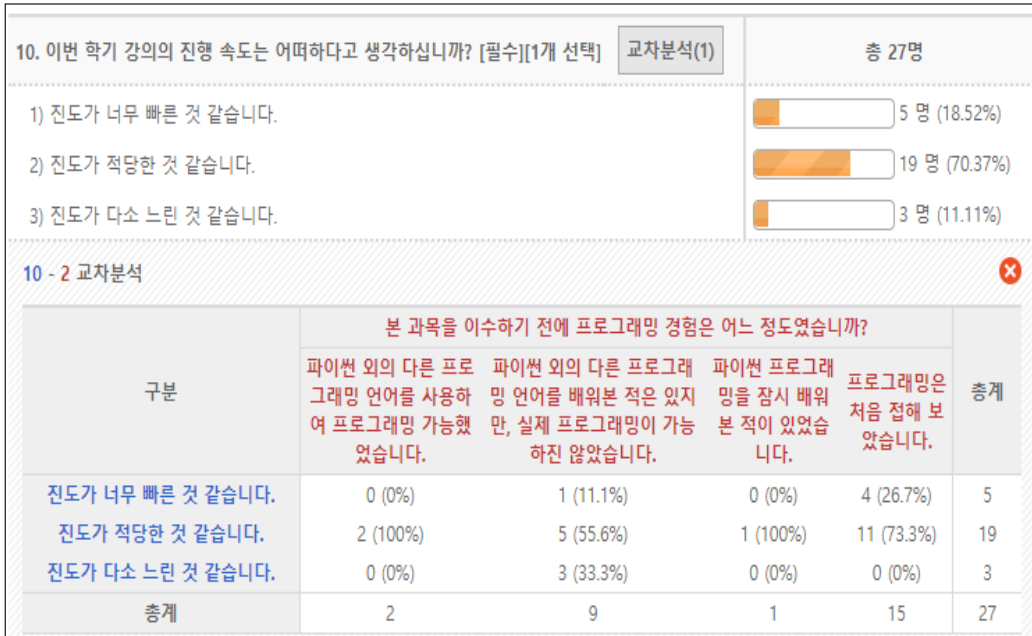 10. 이번 학기 강의의 진행 속도는 어떠하다고 생각하십니까? [필수][1개 선택] 교차분석(1) 총 27명
1) 진도가 너무 빠른 것 같습니다. 5 명 (18.52%)
2) 진도가 적당한 것 같습니다. 19 명 (70.37%)
3) 진도가 다소 느린 것 같습니다. 3 명 (11.11%)
10 - 2 교차분석
구분
본 과목을 이수하기 전에 프로그래밍 경험은 어느 정도였습니까?
총계
파이썬 외의 다른 프로
그래밍 언어를 사용하
여 프로그래밍 가능했
었습니다.
파이썬 외의 다른 프로그래
밍 언어를 배워본 적은 있지
만, 실제 프로그래밍이 가능
하진 않았습니다.
파이썬 프로그래
밍을 잠시 배워
본 적이 있었습
니다.
프로그래밍은
처음 접해 보
았습니다.
진도가 너무 빠른 것 같습니다. 0 (0%) 1 (11.1%) 0 (0%) 4 (26.7%) 5
진도가 적당한 것 같습니다. 2 (100%) 5 (55.6%) 1 (100%) 11 (73.3%) 19
진도가 다소 느린 것 같습니다. 0 (0%) 3 (33.3%) 0 (0%) 0 (0%) 3
총계 2 9 1 15 27